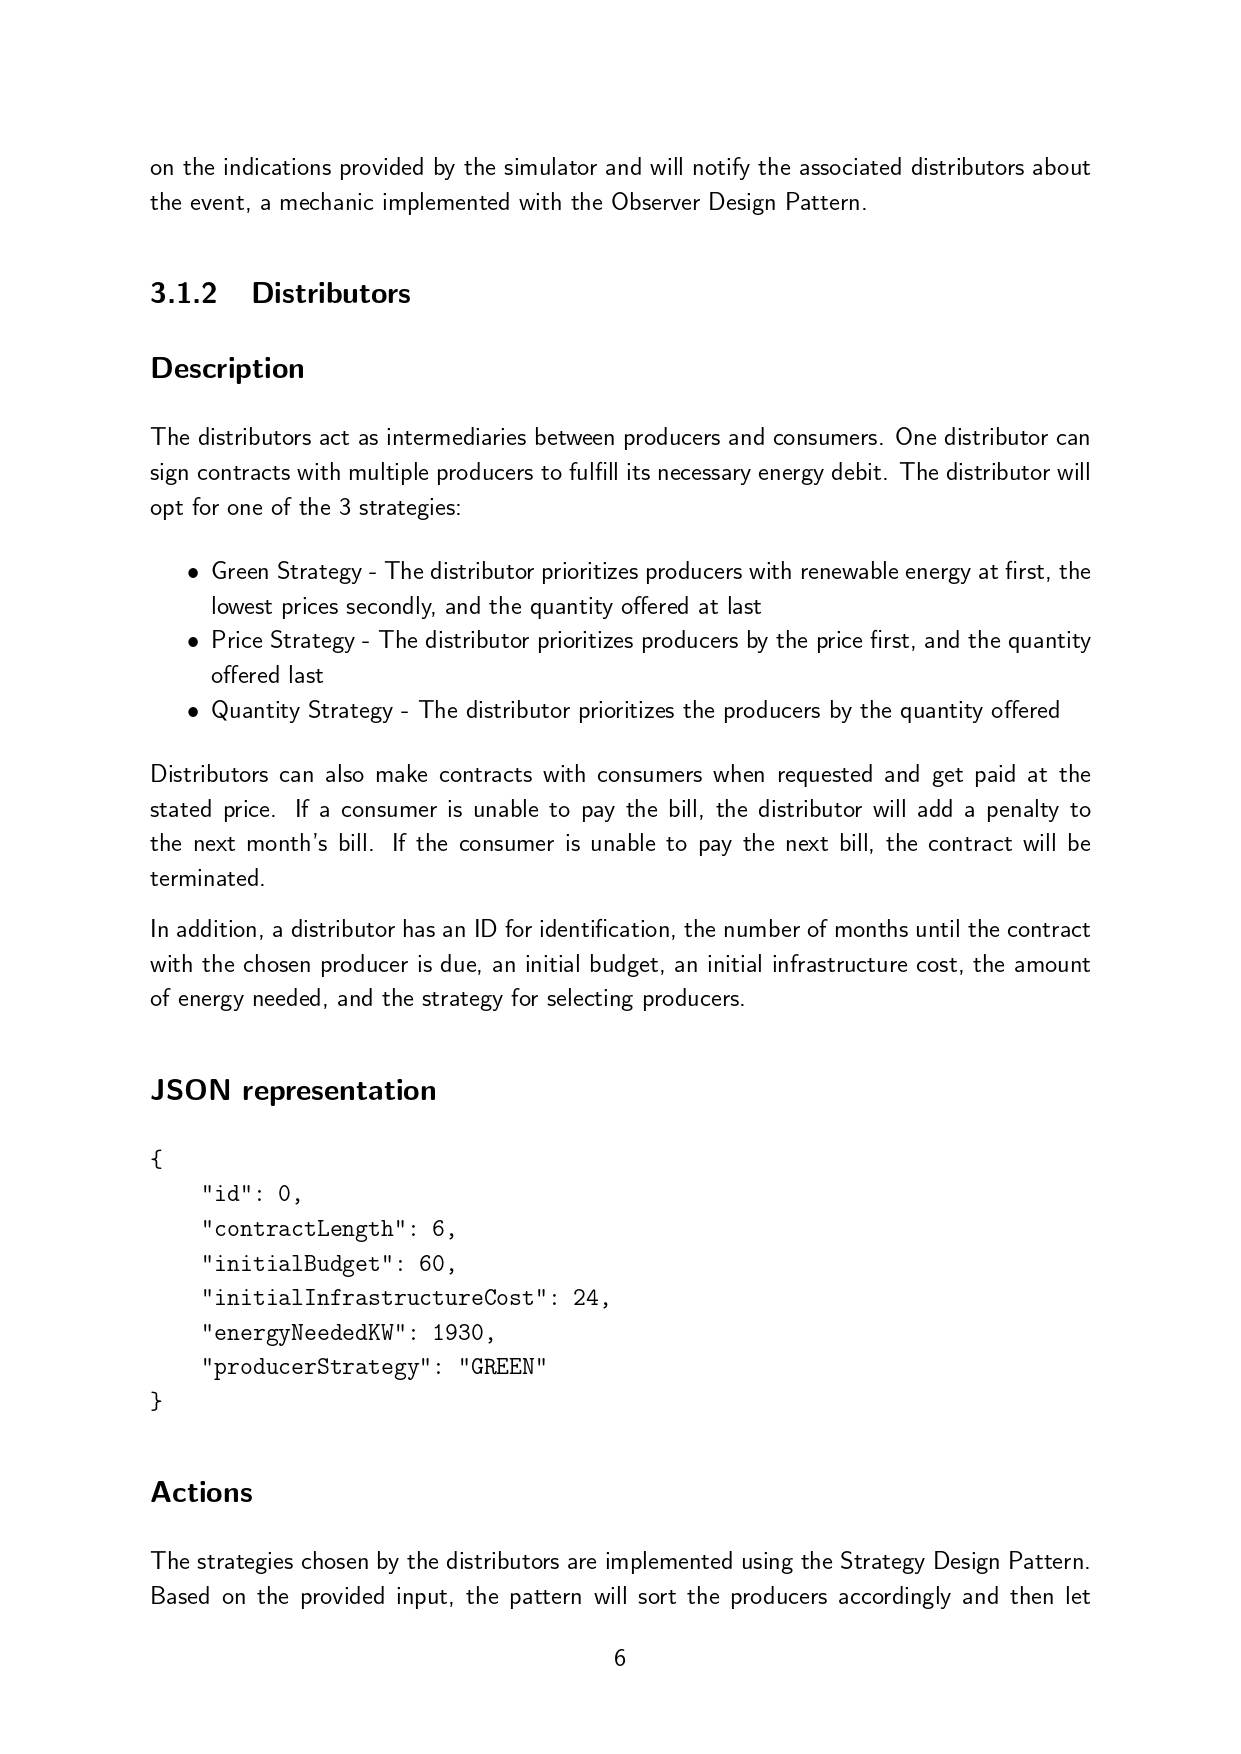 on the indications provided by the simulator and will notify the associated distributors about
the event, a mechanic implemented with the Observer Design Pattern.
3.1.2 Distributors
Description
The distributors act as intermediaries between producers and consumers. One distributor can
sign contracts with multiple producers to fulfill its necessary energy debit. The distributor will
opt for one of the 3 strategies:
• Green Strategy - The distributor prioritizes producers with renewable energy at first, the
lowest prices secondly, and the quantity offered at last
• Price Strategy - The distributor prioritizes producers by the price first, and the quantity
offered last
• Quantity Strategy - The distributor prioritizes the producers by the quantity offered
Distributors can also make contracts with consumers when requested and get paid at the
stated price. If a consumer is unable to pay the bill, the distributor will add a penalty to
the next month's bill. If the consumer is unable to pay the next bill, the contract will be
terminated.
In addition, a distributor has an ID for identification, the number of months until the contract
with the chosen producer is due, an initial budget, an initial infrastructure cost, the amount
of energy needed, and the strategy for selecting producers.
JSON representation
{
    "id": 0,
    "contractLength": 6,
    "initialBudget": 60,
    "initialInfrastructureCost": 24,
    "energyNeededKW": 1930,
    "producerStrategy": "GREEN"
}
Actions
The strategies chosen by the distributors are implemented using the Strategy Design Pattern.
Based on the provided input, the pattern will sort the producers accordingly and then let
6